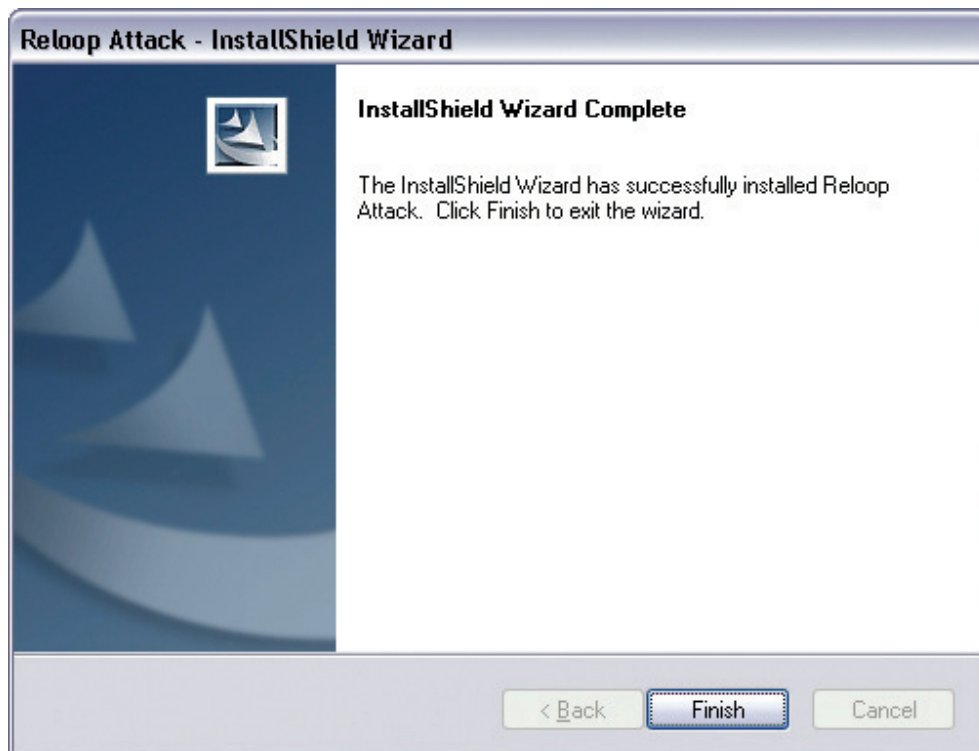 Reloop Attack - InstallShield Wizard
InstallShield Wizard Complete
The InstallShield Wizard has successfully installed Reloop
Attack.  Click Finish to exit the wizard.
< Back
Finish
Cancel